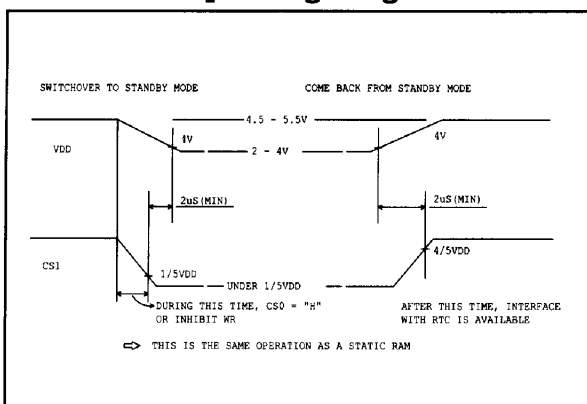 SWITCHOVER TO STANDBY MODE
COME BACK FROM STANDBY MODE
4.5 - 5.5V
VDD
4V
2 - 4V
4V
2uS(MIN)
2uS(MIN)
CS1
1/5VDD
4/5VDD
UNDER 1/5VDD
DURING THIS TIME, CS0 = "H"
OR INHIBIT WR
AFTER THIS TIME, INTERFACE
WITH RTC IS AVAILABLE
⇨ THIS IS THE SAME OPERATION AS A STATIC RAM